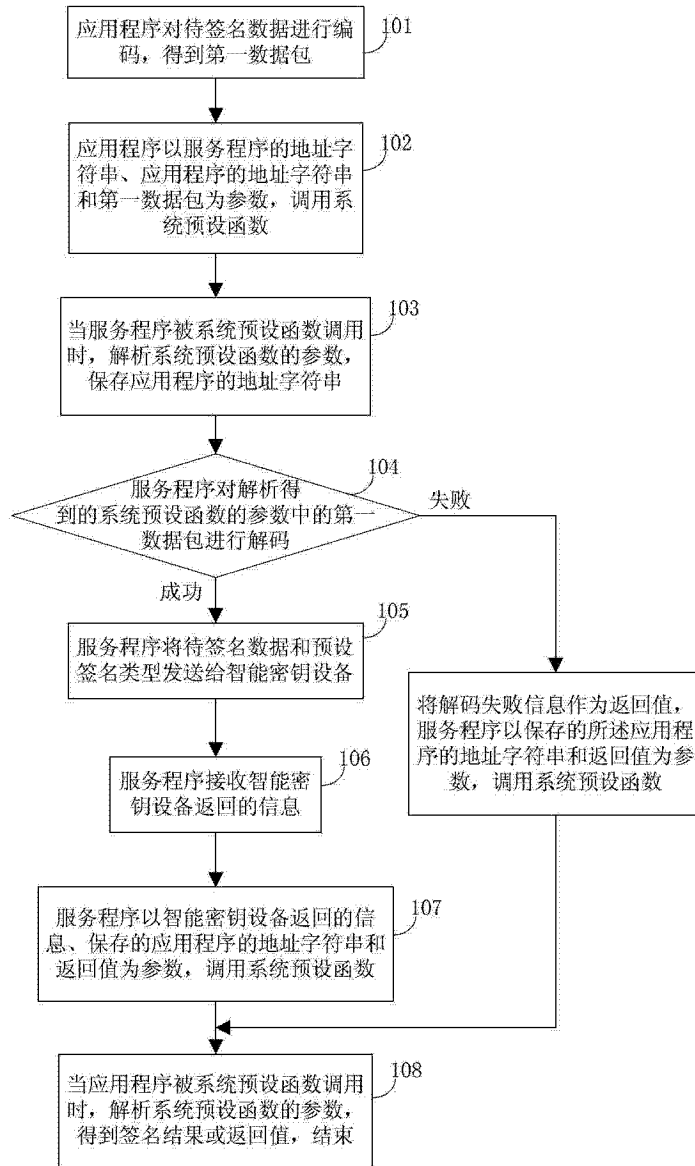 应用程序对待签名数据进行编
码，得到第一数据包
101
应用程序以服务程序的地址字
符串、应用程序的地址字符串
和第一数据包为参数，调用系
统预设函数
102
当服务程序被系统预设函数调用
时，解析系统预设函数的参数，
保存应用程序的地址字符串
103
服务程序对解析得
到的系统预设函数的参数中的第一
数据包进行解码
104
失败
成功
服务程序将待签名数据和预设
签名类型发送给智能密钥设备
105
将解码失败信息作为返回值，
服务程序以保存的所述应用程
序的地址字符串和返回值为参
数，调用系统预设函数
服务程序接收智能密
钥设备返回的信息
106
服务程序以智能密钥设备返回的信
息、保存的应用程序的地址字符串和
返回值为参数，调用系统预设函数
107
当应用程序被系统预设函数调用
时，解析系统预设函数的参数，
得到签名结果或返回值，结束
108